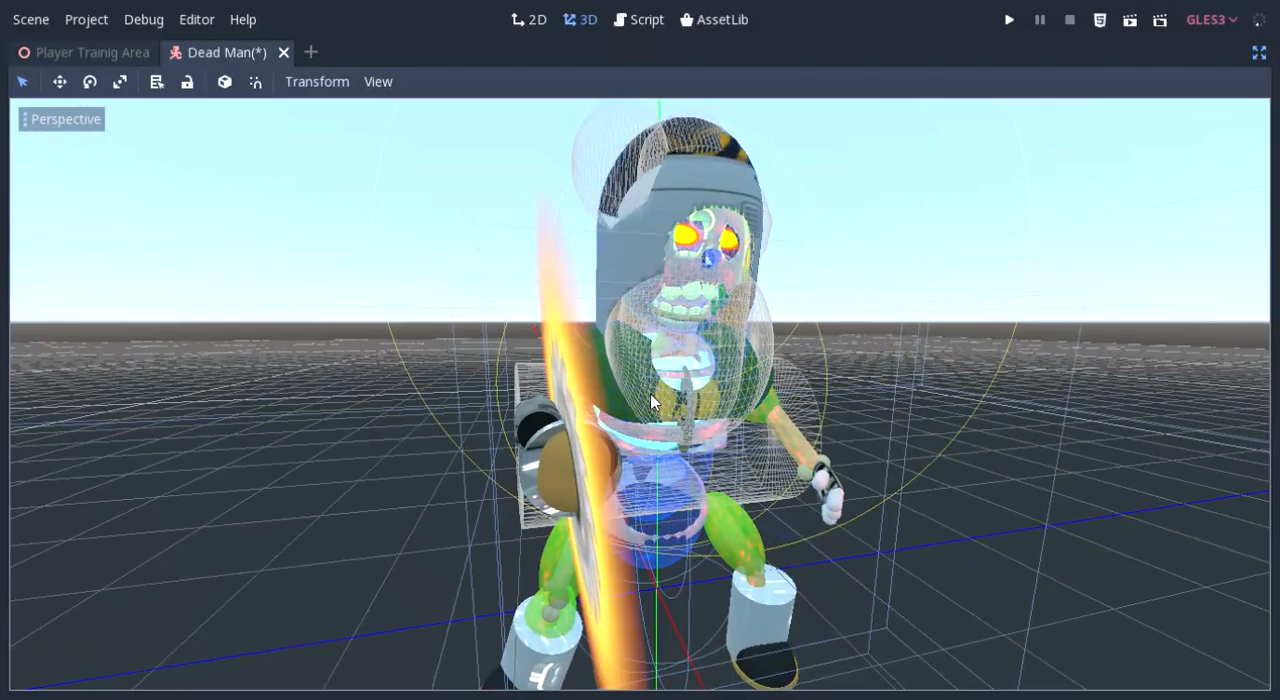 Scene Project Debug Editor Help 2D 3D Script AssetLib GLES3
Player Trainig Area Dead Man(*)
Transform View
Perspective